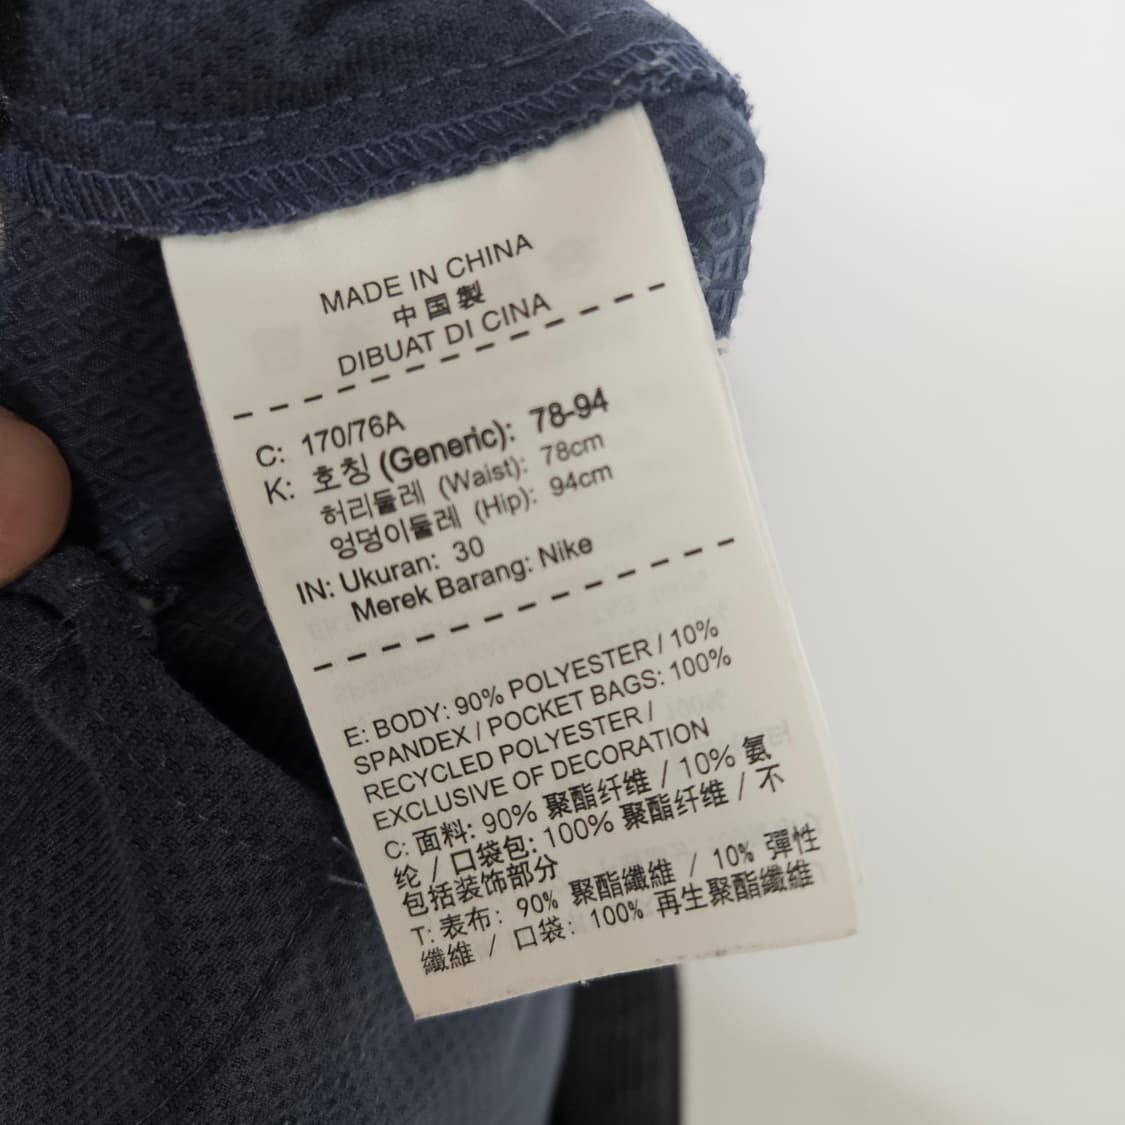 MADE IN CHINA
中国製
DIBUAT DI CINA
C: 170/76A
K: 호칭 (Generic): 78-94
허리둘레 (Waist): 78cm
엉덩이둘레 (Hip): 94cm
IN: Ukuran: 30
Merek Barang: Nike
E: BODY: 90% POLYESTER / 10%
SPANDEX / POCKET BAGS: 100%
RECYCLED POLYESTER /
EXCLUSIVE OF DECORATION
C: 面料: 90% 聚酯纤维 / 10% 氨
纶 / 口袋包: 100% 聚酯纤维 / 不
包括装饰部分
T: 表布: 90% 聚酯纖維 / 10% 彈性
纖維 / 口袋: 100% 再生聚酯纖維